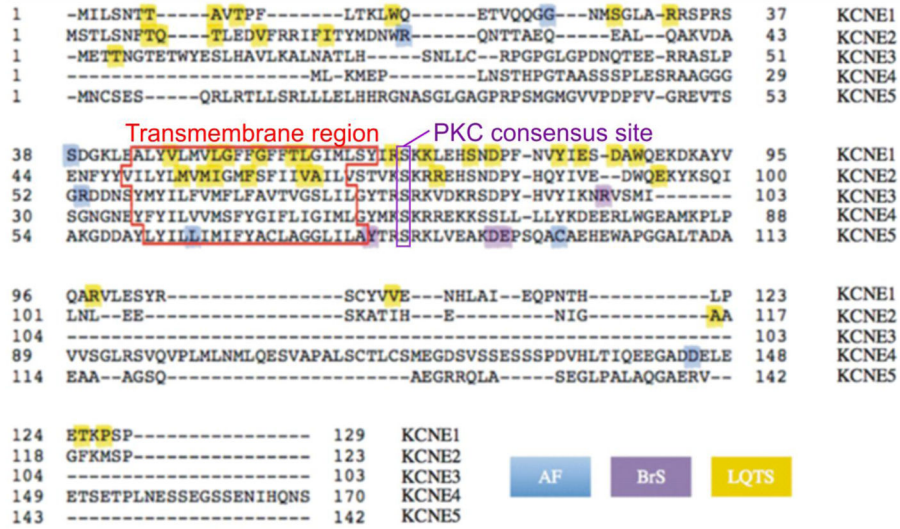 1 -MILSNTT-----AVTPF-----LTKLWQ-----ETVQQGG--NMSGLA-RRSPRS 37 KCNE1
1 MSTLSNFTQ----TLEDVFRRIFITYMDNWR-----QNTTAEQ----EAL--QAKVDA 43 KCNE2
1 -METTNGTETWYESLHAVLKALNATLH-----SNLLC--RPGPGLGPDNQTEE--RRASLP 51 KCNE3
1 --------------------ML-KMEP------LNSTHPGTAASSSPLESRAAGGG 29 KCNE4
1 -MNCSES-----QRLRTLLSRLLLELHHRGNASGLGAGPRPSMGMGVVPDPFV-GREVTS 53 KCNE5
Transmembrane region PKC consensus site
38 SDGKLEALYVLMVLGFFGFFTLGIMLSYIRSKKLEHSNDPF-NVYIES-DAWQEKDKAYV 95 KCNE1
44 ENFYYVILYLMVMIGMFSFIIVAILVSTVKSKRREHSNDPY-HQYIVE--DWQEKYKSQI 100 KCNE2
52 GRDDNSYMYILFVMFLFAVTVGSLILGYTRSRKVDKRSDPY-HVYIKNRVSMI---- 103 KCNE3
30 SGNGNEYFYILVVMSFYGIFLIGIMLGYMKSKRREKKSSLL-LLYKDEERLWGEAMKPLP 88 KCNE4
54 AKGDDAYLYILLIMIFYACLAGGLILAYTRSRKLVEAKDEPSQACAEHEWAPGGALTADA 113 KCNE5
96 QARVLESYR---------------SCYVVE---NHLAI--EQPNTH----------LP 123 KCNE1
101 LNL--EE-----------------SKATIH---E------NIG------------AA 117 KCNE2
104 ------------------------------------------------------------ 103 KCNE3
89 VVSGLRSVQVPLMLNMLQESVAPALSCTLCSMEGDSVSSESSSPDVHLTIQEEGADDELE 148 KCNE4
114 EAA--AGSQ---------------AEGRRQLA-----SEGLPALAQGAERV-- 142 KCNE5
124 ETKPSP---------------- 129 KCNE1
118 GFKMSP---------------- 123 KCNE2
104 ---------------------- 103 KCNE3
149 ETSETPLNESSEGSSENIHQNS 170 KCNE4
143 ---------------------- 142 KCNE5
AF BrS LQTS